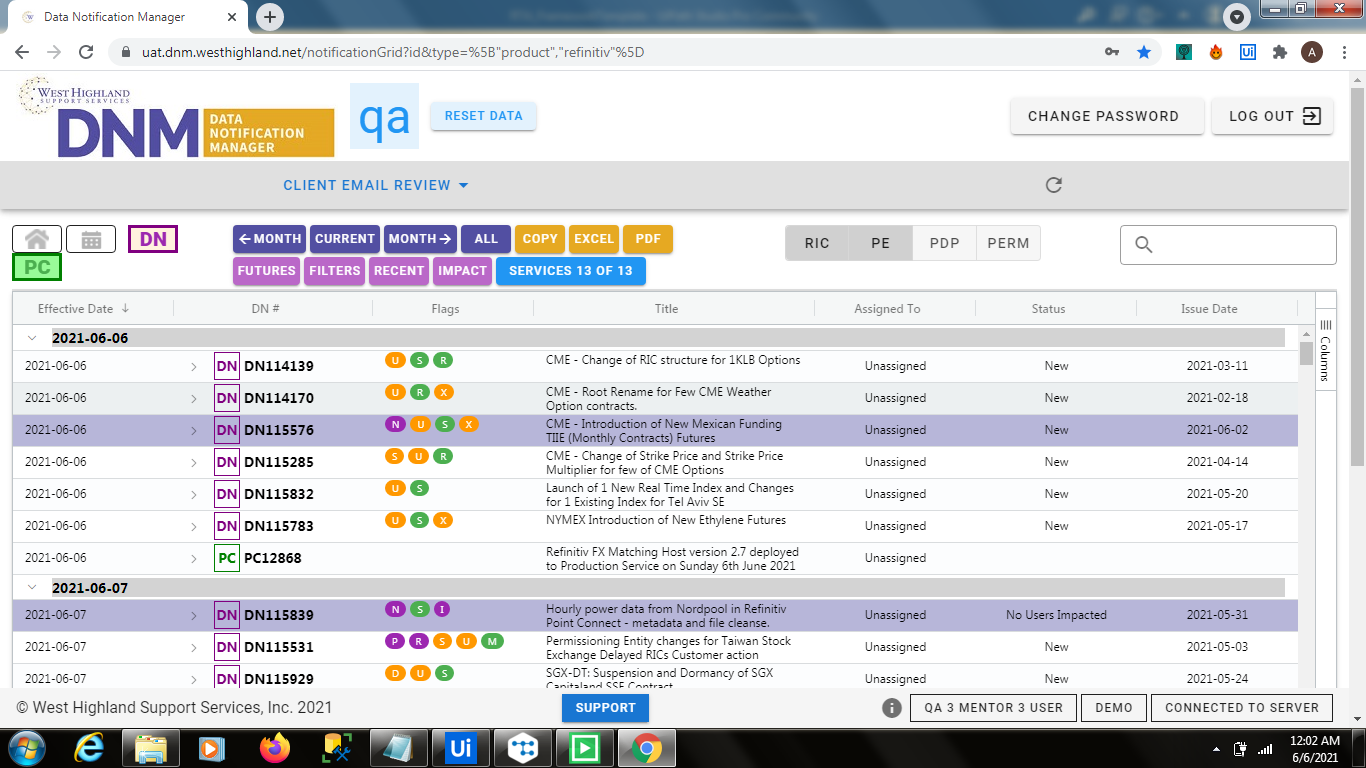 Data Notification Manager
uat.dnm.westhighland.net/notificationGrid?id&type=%5B"product","refinitiv"%5D
Ui
A
WEST HIGHLAND
SUPPORT SERVICES
DNM
DATA
NOTIFICATION
MANAGER
qa
RESET DATA
CHANGE PASSWORD
LOG OUT
CLIENT EMAIL REVIEW
DN
PC
MONTH CURRENT MONTH ALL COPY EXCEL PDF
FUTURES FILTERS RECENT IMPACT SERVICES 13 OF 13
RIC PE PDP PERM
Effective Date DN # Flags Title Assigned To Status Issue Date
Columns
2021-06-06
2021-06-06 DN DN114139 U S R CME - Change of RIC structure for 1KLB Options Unassigned New 2021-03-11
2021-06-06 DN DN114170 U R X CME - Root Rename for Few CME Weather Unassigned New 2021-02-18
Option contracts.
2021-06-06 DN DN115576 N U S X CME - Introduction of New Mexican Funding Unassigned New 2021-06-02
TIIE (Monthly Contracts) Futures
2021-06-06 DN DN115285 S U R CME - Change of Strike Price and Strike Price Unassigned New 2021-04-14
Multiplier for few of CME Options
2021-06-06 DN DN115832 U S Launch of 1 New Real Time Index and Changes Unassigned New 2021-05-20
for 1 Existing Index for Tel Aviv SE
2021-06-06 DN DN115783 U S X NYMEX Introduction of New Ethylene Futures Unassigned New 2021-05-17
2021-06-06 PC PC12868 Refinitiv FX Matching Host version 2.7 deployed Unassigned
to Production Service on Sunday 6th June 2021
2021-06-07
2021-06-07 DN DN115839 N S I Hourly power data from Nordpool in Refinitiv Unassigned No Users Impacted 2021-05-31
Point Connect - metadata and file cleanse.
2021-06-07 DN DN115531 P R S U M Permissioning Entity changes for Taiwan Stock Unassigned New 2021-05-03
Exchange Delayed RICs Customer action
2021-06-07 DN DN115929 D U S SGX-DT: Suspension and Dormancy of SGX Unassigned New 2021-05-24
Capitaland SSF Contract
© West Highland Support Services, Inc. 2021
SUPPORT
QA 3 MENTOR 3 USER
DEMO
CONNECTED TO SERVER
Ui
12:02 AM
6/6/2021